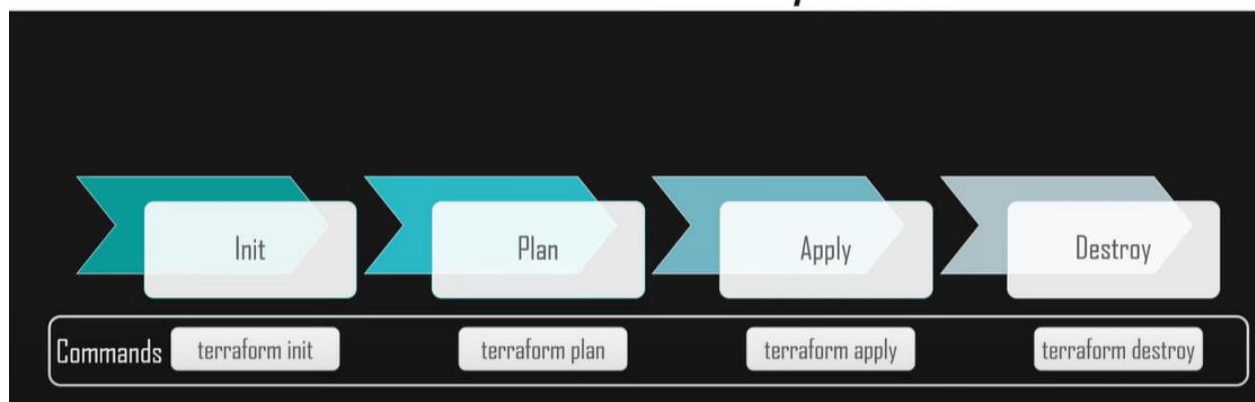 Init
Plan
Apply
Destroy
Commands
terraform init
terraform plan
terraform apply
terraform destroy